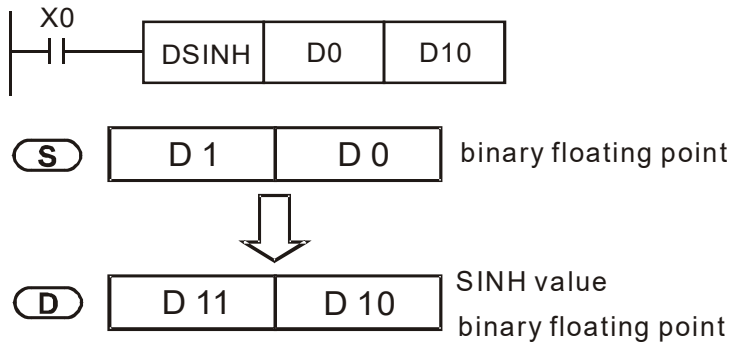 X0
DSINH D0 D10
S D 1 D 0 binary floating point
D D 11 D 10 SINH value
binary floating point